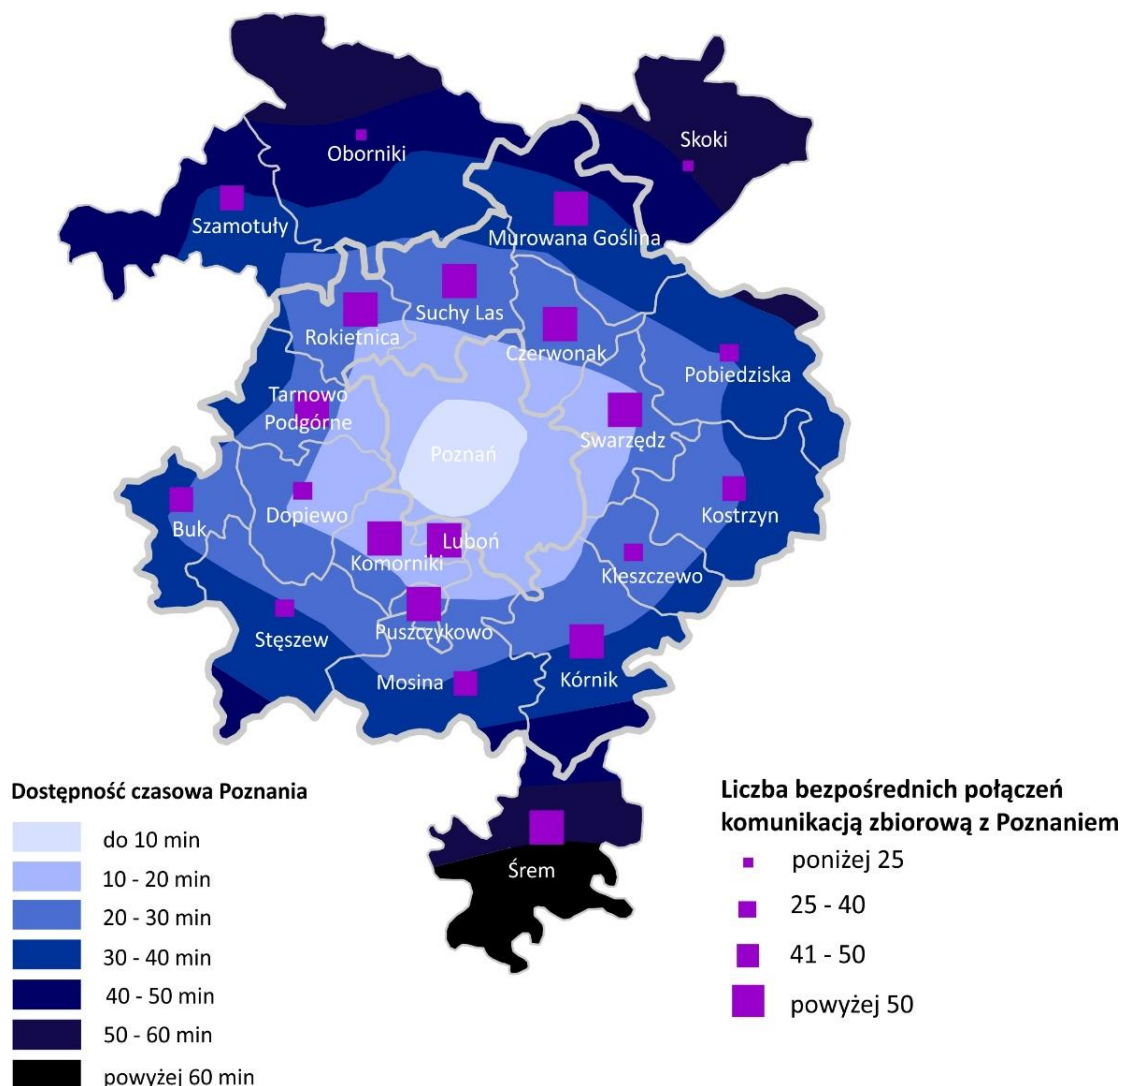 Skoki
Oborniki
Szamotuły
Murowana Goślina
Suchy Las
Rokietnica
Czerwonak
Pobiedziska
Tarnowo
Podgórne
Swarzędz
Poznań
Buk
Dopiewo
Kostrzyn
Luboń
Komorniki
Kleszczewo
Stęszew
Puszczykowo
Mosina
Kórnik
Śrem
Dostępność czasowa Poznania
do 10 min
10 - 20 min
20 - 30 min
30 - 40 min
40 - 50 min
50 - 60 min
powyżej 60 min
Liczba bezpośrednich połączeń
komunikacją zbiorową z Poznaniem
poniżej 25
25 - 40
41 - 50
powyżej 50